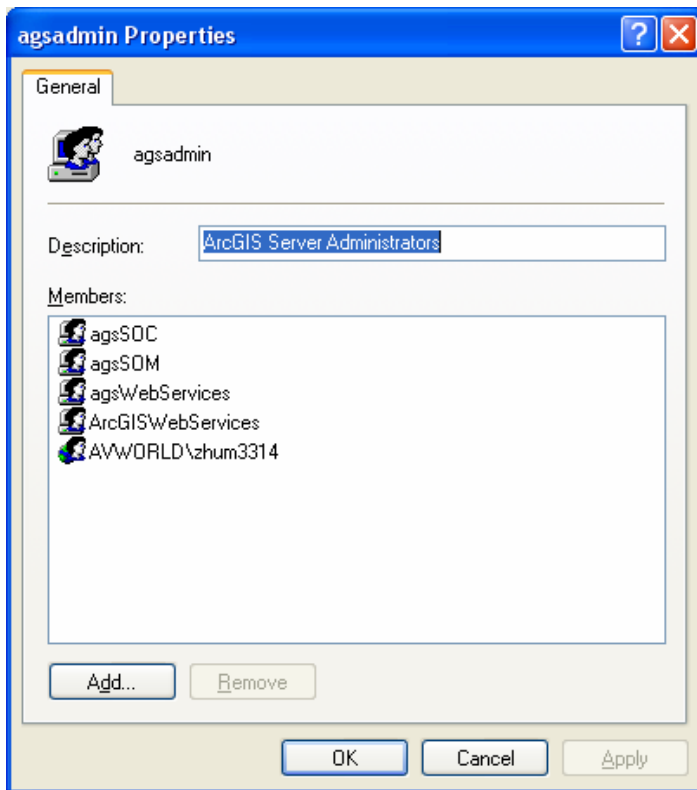 agsadmin Properties
General
agsadmin
Description: ArcGIS Server Administrators
Members:
agsSOC
agsSOM
agsWebServices
ArcGISWebServices
AVWORLD\zhum3314
Add... Remove
OK Cancel Apply